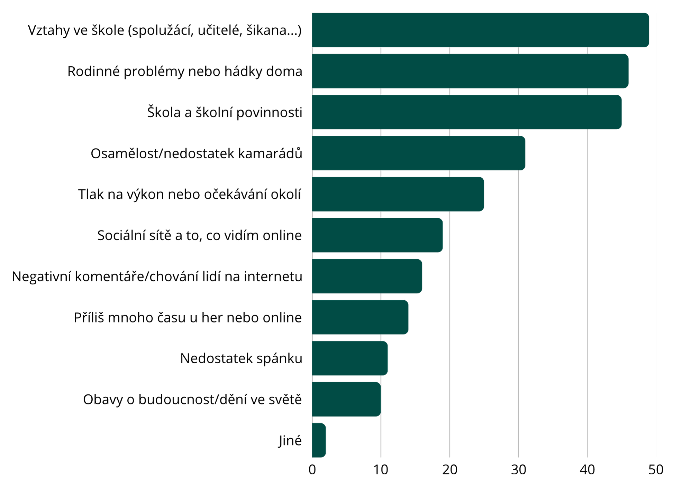 Vztahy ve škole (spolužácí, učitelé, šikana...)
Rodinné problémy nebo hádky doma
Škola a školní povinnosti
Osamělost/nedostatek kamarádů
Tlak na výkon nebo očekávání okolí
Sociální sítě a to, co vidím online
Negativní komentáře/chování lidí na internetu
Příliš mnoho času u her nebo online
Nedostatek spánku
Obavy o budoucnost/dění ve světě
Jiné
0 10 20 30 40 50